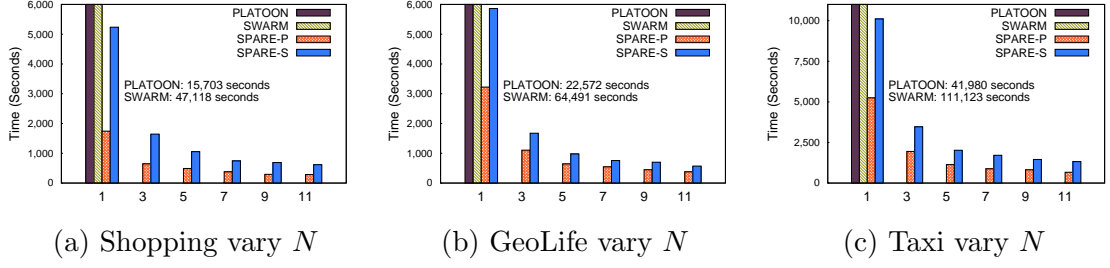 Time (Seconds)
6,000
5,000
4,000
3,000
2,000
1,000
0
PLATOON
SWARM
SPARE-P
SPARE-S
PLATOON: 15,703 seconds
SWARM: 47,118 seconds
1 3 5 7 9 11
(a) Shopping vary N
Time (Seconds)
6,000
5,000
4,000
3,000
2,000
1,000
0
PLATOON
SWARM
SPARE-P
SPARE-S
PLATOON: 22,572 seconds
SWARM: 64,491 seconds
1 3 5 7 9 11
(b) GeoLife vary N
Time (Seconds)
10,000
7,500
5,000
2,500
0
PLATOON
SWARM
SPARE-P
SPARE-S
PLATOON: 41,980 seconds
SWARM: 111,123 seconds
1 3 5 7 9 11
(c) Taxi vary N